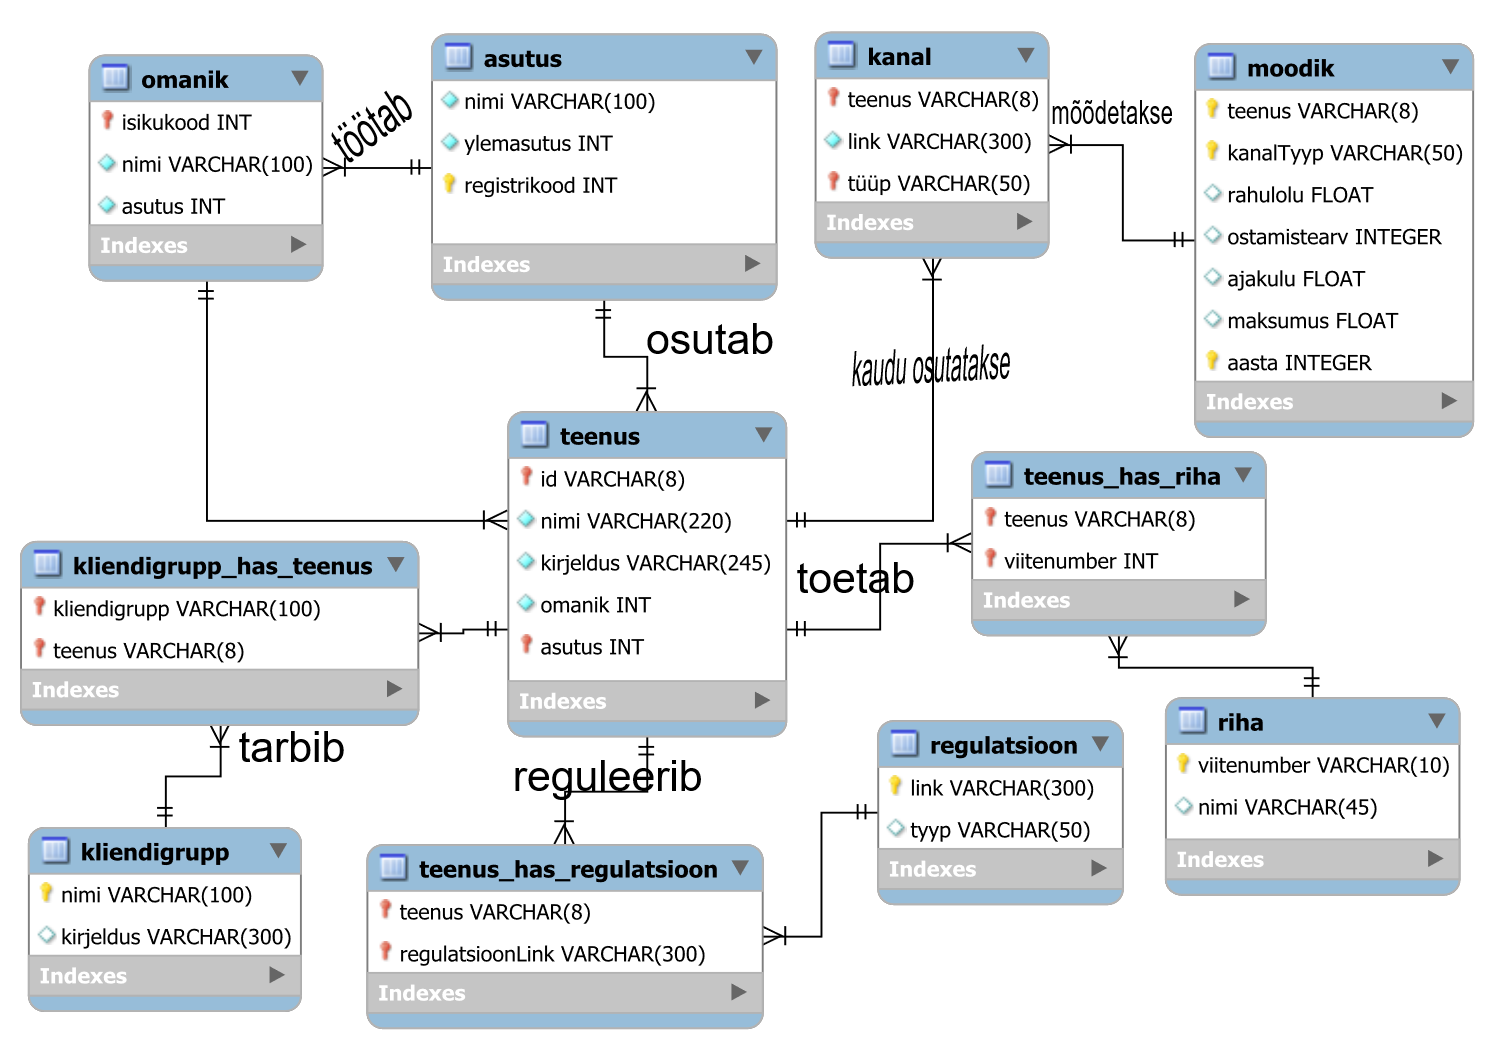 omanik
isikukood INT
nimi VARCHAR(100)
asutus INT
Indexes
töötab
asutus
nimi VARCHAR(100)
ylemasutus INT
registrikood INT
Indexes
kanal
teenus VARCHAR(8)
link VARCHAR(300)
tüüp VARCHAR(50)
Indexes
mõõdetakse
moodik
teenus VARCHAR(8)
kanalTyyp VARCHAR(50)
rahulolu FLOAT
ostamistearv INTEGER
ajakulu FLOAT
maksumus FLOAT
aasta INTEGER
Indexes
osutab
kaudu osutatakse
teenus
id VARCHAR(8)
nimi VARCHAR(220)
kirjeldus VARCHAR(245)
omanik INT
asutus INT
Indexes
teenus_has_riha
teenus VARCHAR(8)
viitenumber INT
Indexes
toetab
kliendigrupp_has_teenus
kliendigrupp VARCHAR(100)
teenus VARCHAR(8)
Indexes
tarbib
reguleerib
regulatsioon
link VARCHAR(300)
tyyp VARCHAR(50)
Indexes
riha
viitenumber VARCHAR(10)
nimi VARCHAR(45)
Indexes
kliendigrupp
nimi VARCHAR(100)
kirjeldus VARCHAR(300)
Indexes
teenus_has_regulatsioon
teenus VARCHAR(8)
regulatsioonLink VARCHAR(300)
Indexes